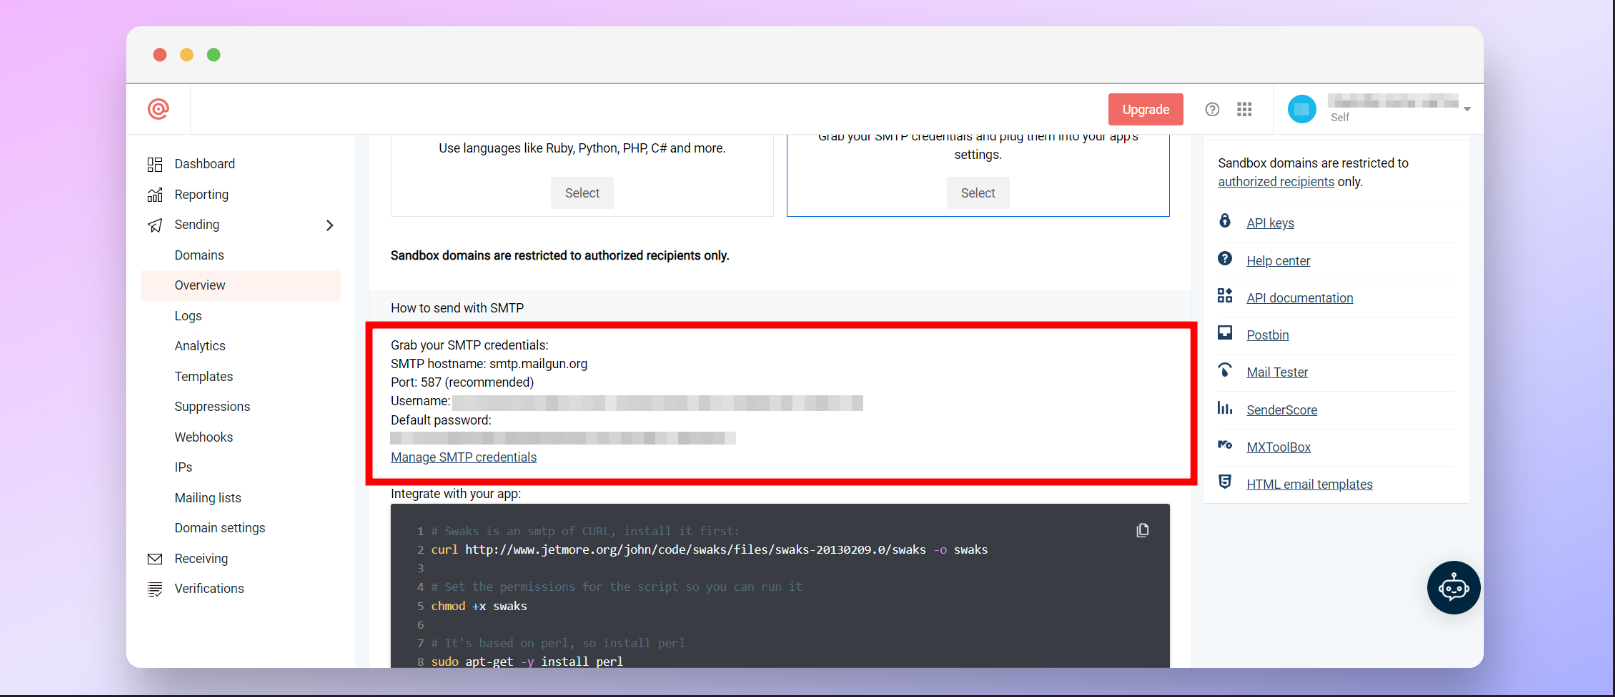 Upgrade
Self
Dashboard
Reporting
Sending
Domains
Overview
Logs
Analytics
Templates
Suppressions
Webhooks
IPs
Mailing lists
Domain settings
Receiving
Verifications
Use languages like Ruby, Python, PHP, C# and more.
Select
Grab your SMTP credentials and plug them into your app's
settings.
Select
Sandbox domains are restricted to authorized recipients only.
How to send with SMTP
Grab your SMTP credentials:
SMTP hostname: smtp.mailgun.org
Port: 587 (recommended)
Username:
Default password:
Manage SMTP credentials
Integrate with your app:
1 # Swaks is an smtp of CURL, install it first:
2 curl http://www.jetmore.org/john/code/swaks/files/swaks-20130209.0/swaks -o swaks
3
4 # Set the permissions for the script so you can run it
5 chmod +x swaks
6
7 # It's based on perl, so install perl
8 sudo apt-get -y install perl
Sandbox domains are restricted to
authorized recipients only.
API keys
Help center
API documentation
Postbin
Mail Tester
SenderScore
MXToolBox
HTML email templates